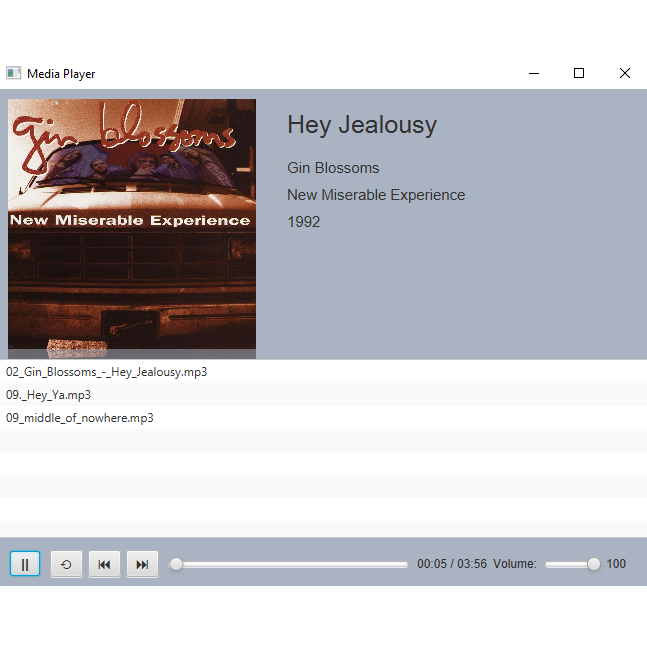 Media Player
gin blossoms
New Miserable Experience
Hey Jealousy
Gin Blossoms
New Miserable Experience
1992
02_Gin_Blossoms_-_Hey_Jealousy.mp3
09._Hey_Ya.mp3
09_middle_of_nowhere.mp3
00:05 / 03:56 Volume: 100